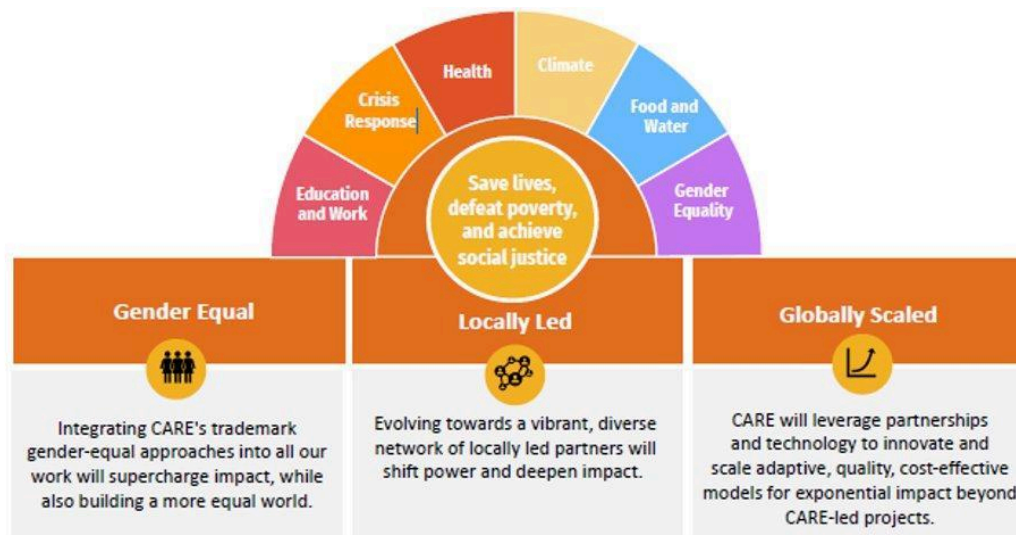 Health
Climate
Crisis
Response
Food and
Water
Education
and Work
Gender
Equality
Save lives,
defeat poverty,
and achieve
social justice
Gender Equal
Locally Led
Globally Scaled
Integrating CARE's trademark
gender-equal approaches into all our
work will supercharge impact, while
also building a more equal world.
Evolving towards a vibrant, diverse
network of locally led partners will
shift power and deepen impact.
CARE will leverage partnerships
and technology to innovate and
scale adaptive, quality, cost-effective
models for exponential impact beyond
CARE-led projects.